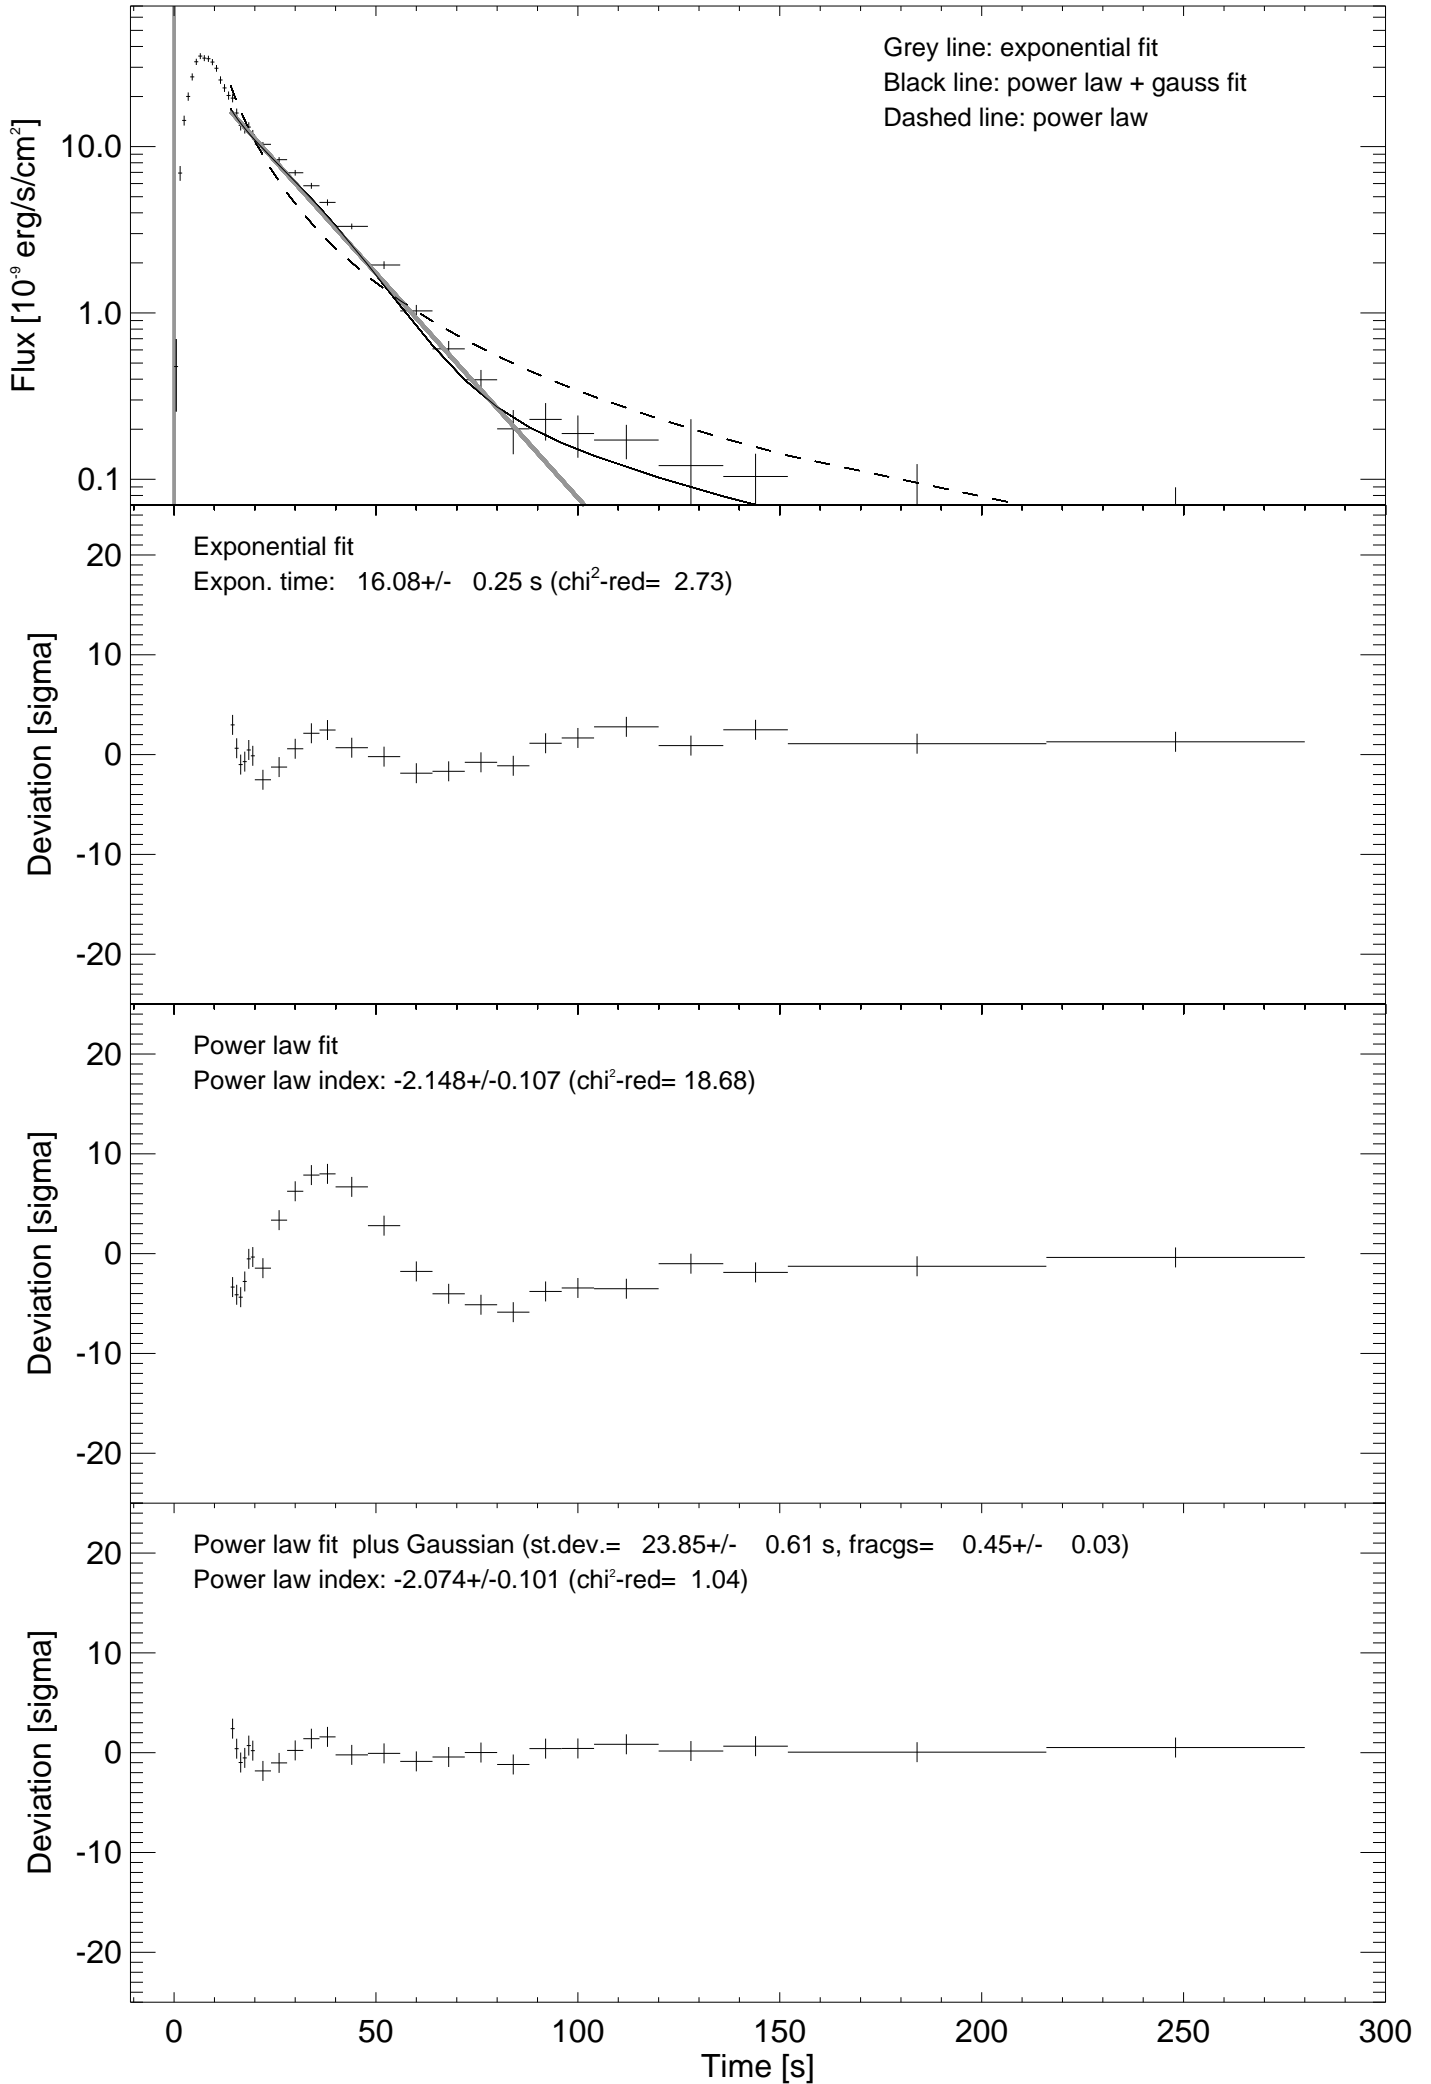 Grey line: exponential fit
Black line: power law + gauss fit
Dashed line: power law
Flux [10⁻⁹ erg/s/cm²]
10.0
1.0
0.1
Exponential fit
Expon. time: 16.08+/- 0.25 s (chi²-red= 2.73)
Deviation [sigma]
20
10
0
-10
-20
Power law fit
Power law index: -2.148+/-0.107 (chi²-red= 18.68)
Deviation [sigma]
20
10
0
-10
-20
Power law fit plus Gaussian (st.dev.= 23.85+/- 0.61 s, fracgs= 0.45+/- 0.03)
Power law index: -2.074+/-0.101 (chi²-red= 1.04)
Deviation [sigma]
20
10
0
-10
-20
0 50 100 150 200 250 300
Time [s]